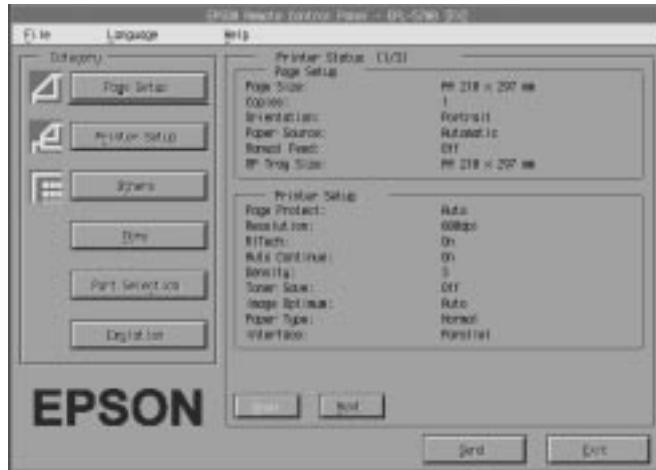 EPSON Remote Control Panel - EPL-5700
File Language Help
Category
Page Setup
Printer Setup
Others
Port Selection
Emulation
EPSON
Printer Status (1/3)
Page Setup
Page Size: A4 210 x 297 mm
Copies: 1
Orientation: Portrait
Paper Source: Automatic
Manual Feed: Off
MP Tray Size: A4 210 x 297 mm
Printer Setup
Page Protect: Auto
Resolution: 600dpi
RITech: On
Auto Continue: On
Density: 3
Toner Save: Off
Image Optimum: Auto
Paper Type: Normal
Interface: Parallel
Next
Send Exit